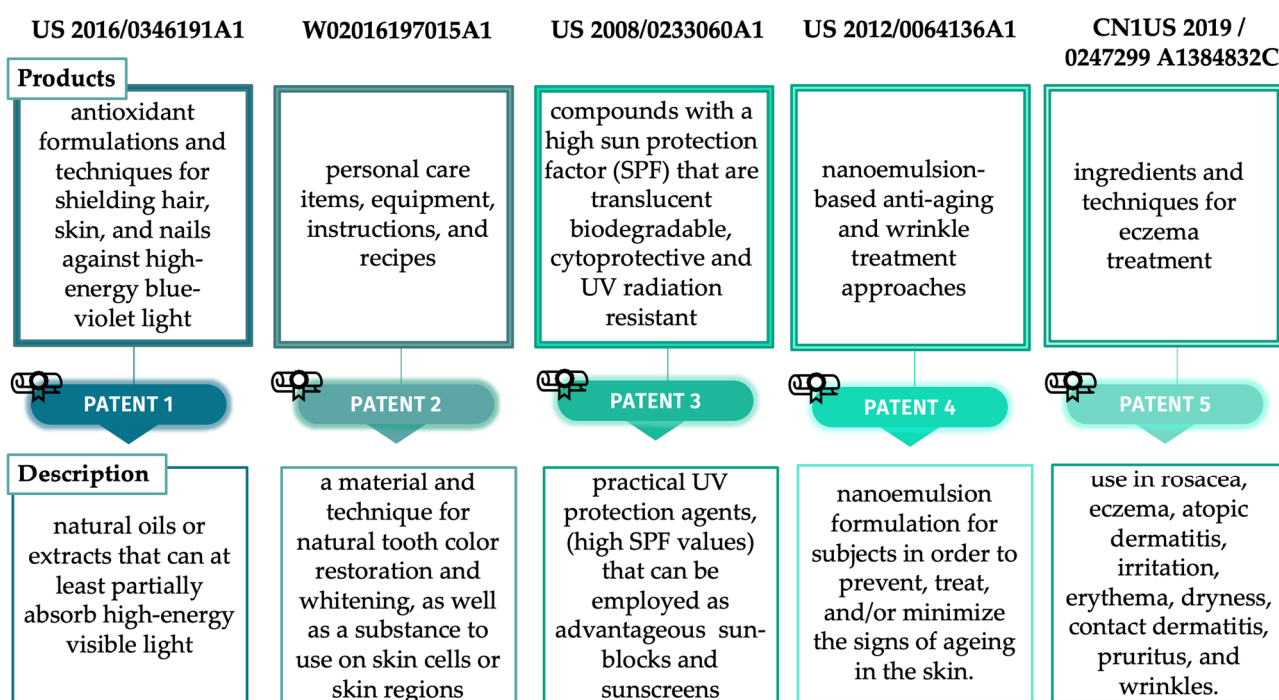 US 2016/0346191A1
W02016197015A1
US 2008/0233060A1
US 2012/0064136A1
CN1US 2019 /
0247299 A1384832C
Products
antioxidant
formulations and
techniques for
shielding hair,
skin, and nails
against high-
energy blue-
violet light
personal care
items, equipment,
instructions, and
recipes
compounds with a
high sun protection
factor (SPF) that are
translucent
biodegradable,
cytoprotective and
UV radiation
resistant
nanoemulsion-
based anti-aging
and wrinkle
treatment
approaches
ingredients and
techniques for
eczema
treatment
PATENT 1
PATENT 2
PATENT 3
PATENT 4
PATENT 5
Description
natural oils or
extracts that can at
least partially
absorb high-energy
visible light
a material and
technique for
natural tooth color
restoration and
whitening, as well
as a substance to
use on skin cells or
skin regions
practical UV
protection agents,
(high SPF values)
that can be
employed as
advantageous sun-
blocks and
sunscreens
nanoemulsion
formulation for
subjects in order to
prevent, treat,
and/or minimize
the signs of ageing
in the skin.
use in rosacea,
eczema, atopic
dermatitis,
irritation,
erythema, dryness,
contact dermatitis,
pruritus, and
wrinkles.